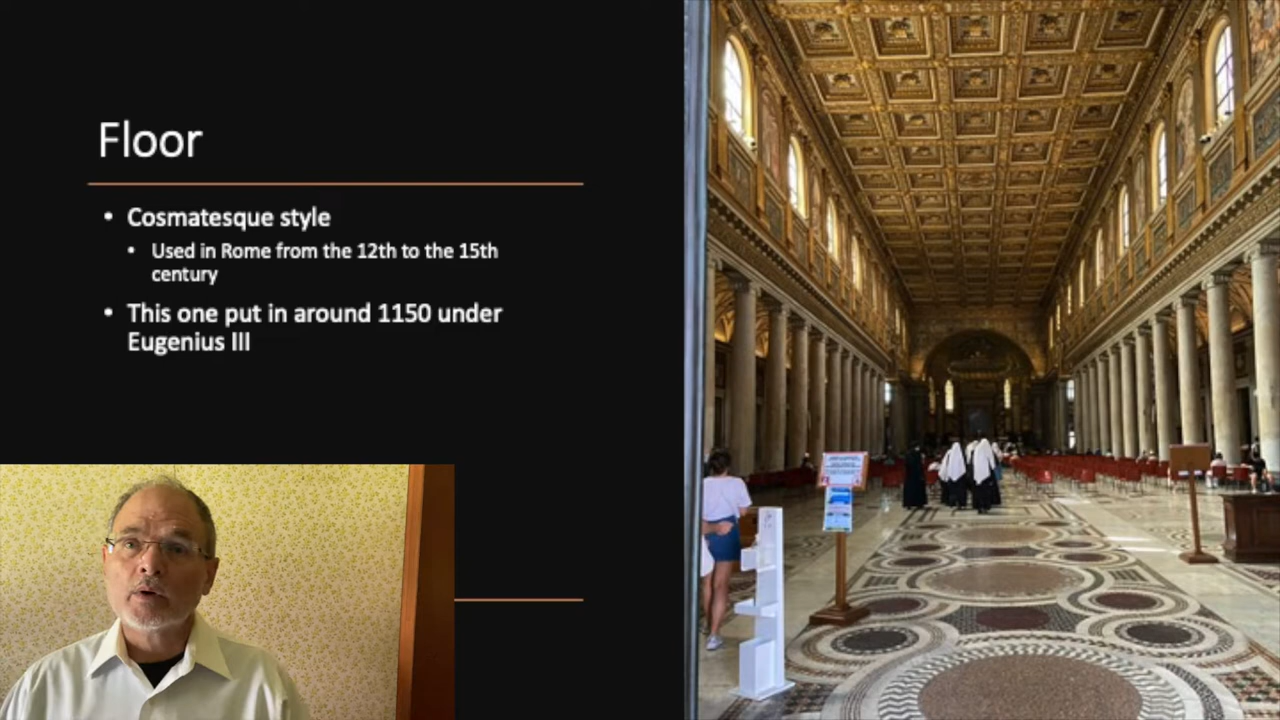 Floor
• Cosmatesque style
• Used in Rome from the 12th to the 15th
century
• This one put in around 1150 under
Eugenius III